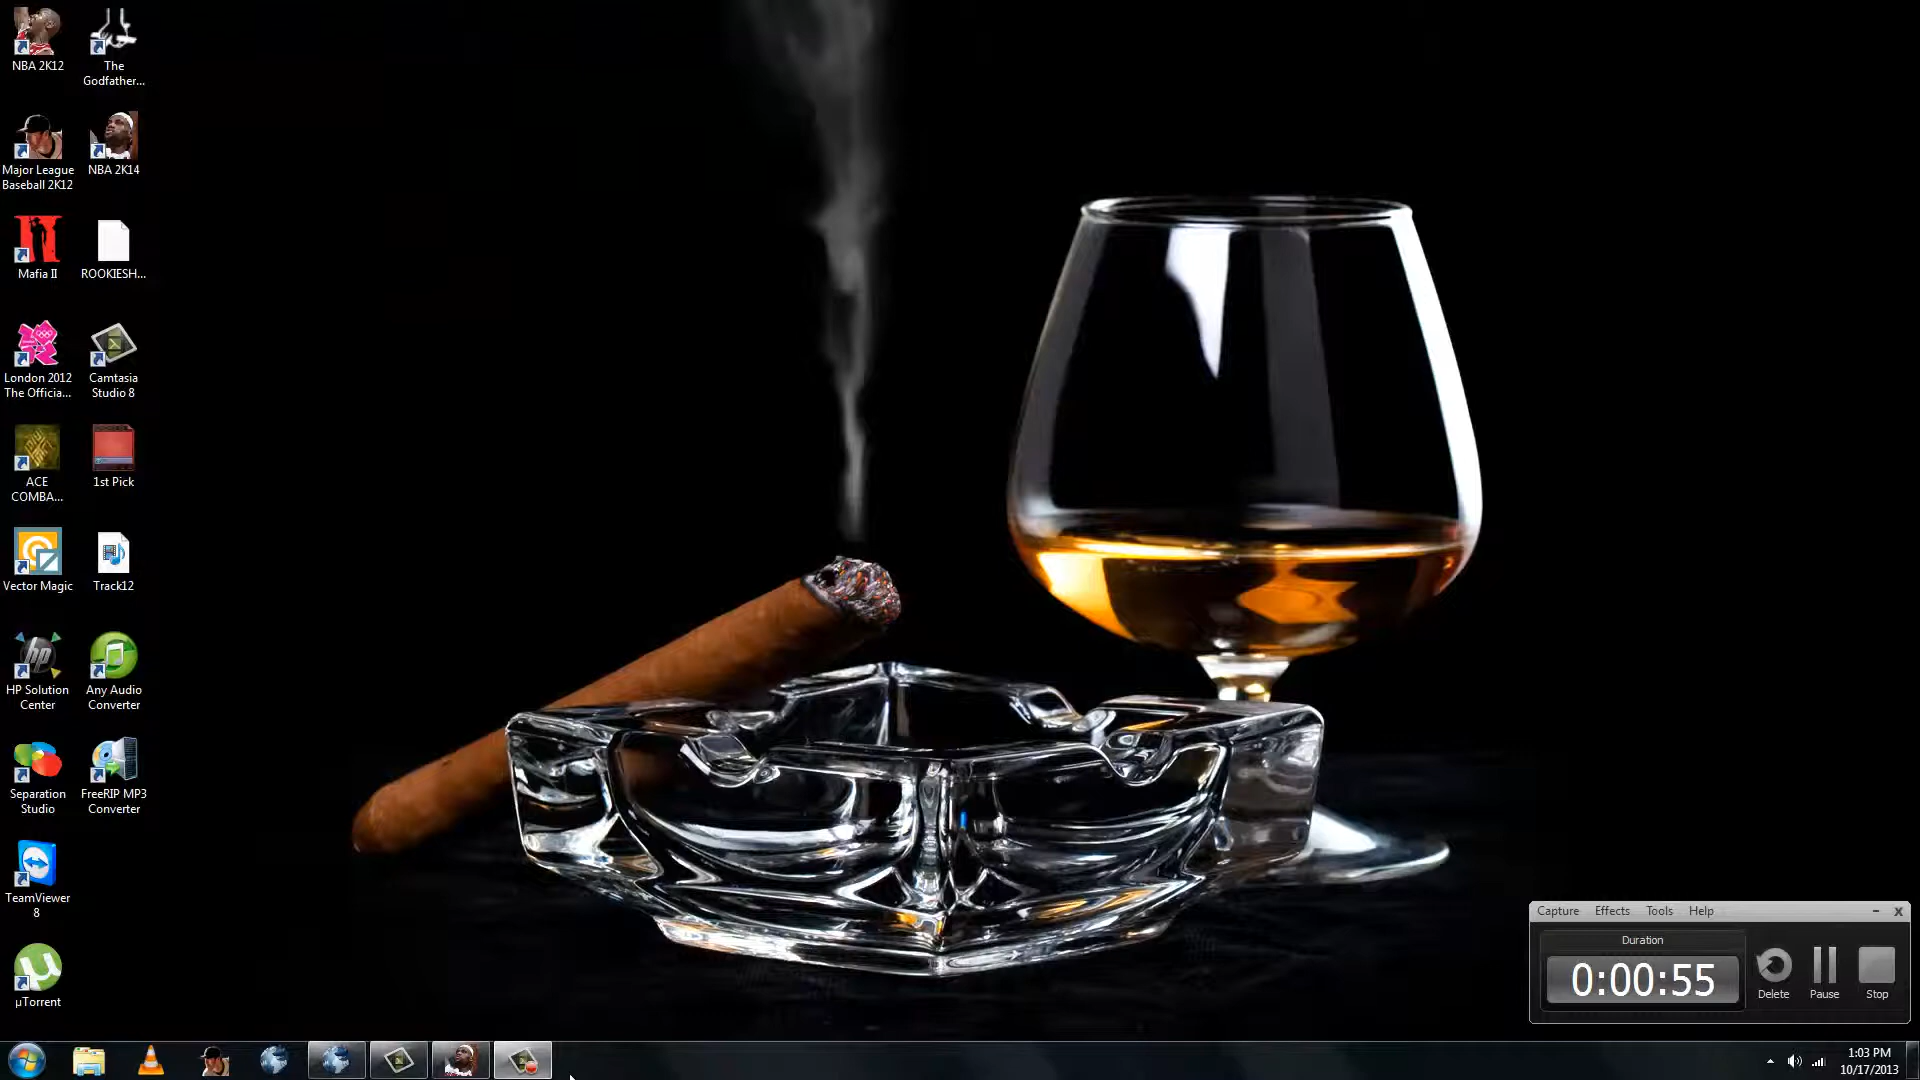 NBA 2K12
The
Godfather...
Major League
Baseball 2K12
NBA 2K14
Mafia II
ROOKIESH...
London 2012
The Officia...
Camtasia
Studio 8
ACE
COMBA...
1st Pick
Vector Magic
Track12
HP Solution
Center
Any Audio
Converter
Separation
Studio
FreeRIP MP3
Converter
TeamViewer
8
µTorrent
Capture Effects Tools Help
Duration
0:00:55
Delete Pause Stop
1:03 PM
10/17/2013